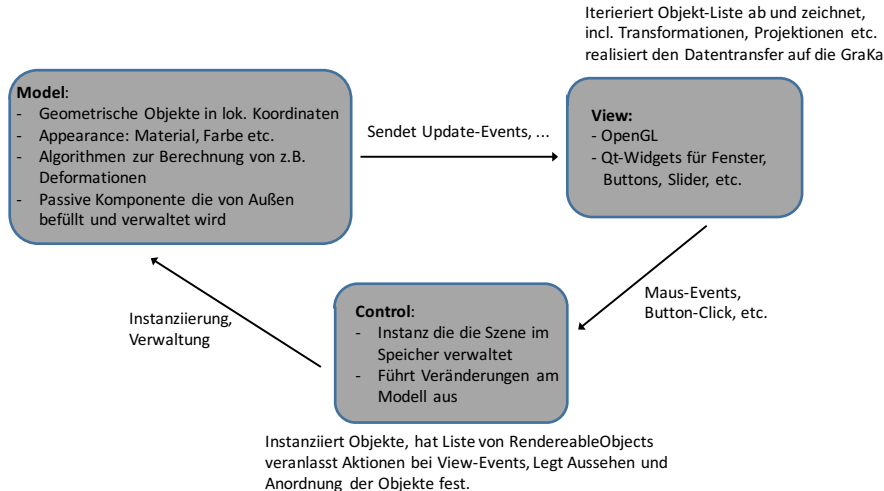 Iterieriert Objekt-Liste ab und zeichnet,
incl. Transformationen, Projektionen etc.
realisiert den Datentransfer auf die GraKa
Model:
- Geometrische Objekte in lok. Koordinaten
- Appearance: Material, Farbe etc.
- Algorithmen zur Berechnung von z.B.
Deformationen
- Passive Komponente die von Außen
befüllt und verwaltet wird
Sendet Update-Events, ...
View:
- OpenGL
- Qt-Widgets für Fenster,
Buttons, Slider, etc.
Maus-Events,
Button-Click, etc.
Instanziierung,
Verwaltung
Control:
- Instanz die die Szene im
Speicher verwaltet
- Führt Veränderungen am
Modell aus
Instanziiert Objekte, hat Liste von RendereableObjects
veranlasst Aktionen bei View-Events, Legt Aussehen und
Anordnung der Objekte fest.